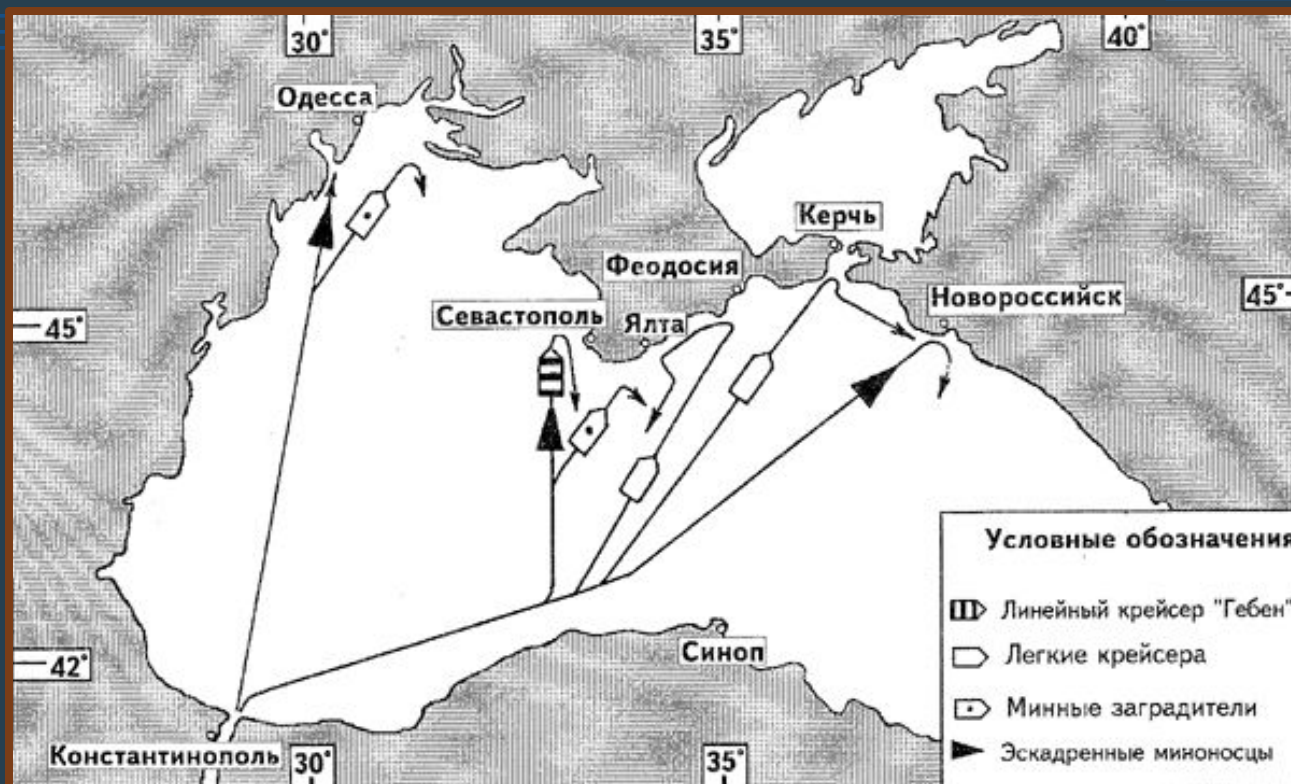 30°
35°
40°
Одесса
Керчь
Феодосия
Новороссийск
45°
45°
Севастополь
Ялта
Условные обозначения
Линейный крейсер "Гебен"
Синоп
42°
Легкие крейсера
Минные заградители
Константинополь
30°
35°
Эскадренные миноносцы